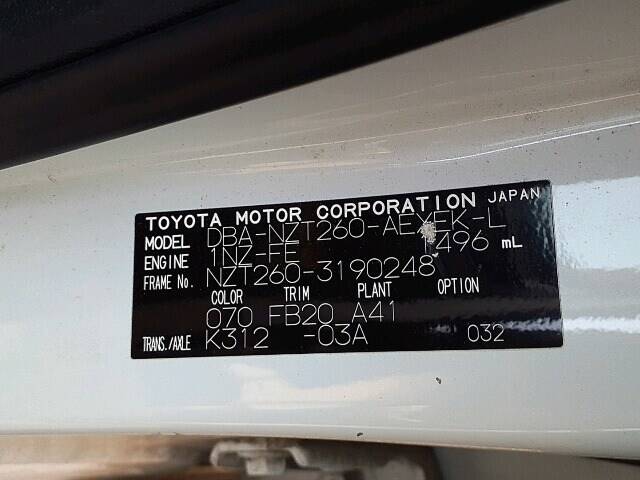 TOYOTA MOTOR CORPORATION JAPAN
MODEL DBA-NZT260-AEXEK-L
ENGINE 1NZ-FE 1496 mL
FRAME No. NZT260-3190248
COLOR TRIM PLANT OPTION
070 FB20 A41
TRANS./AXLE K312 -03A 032